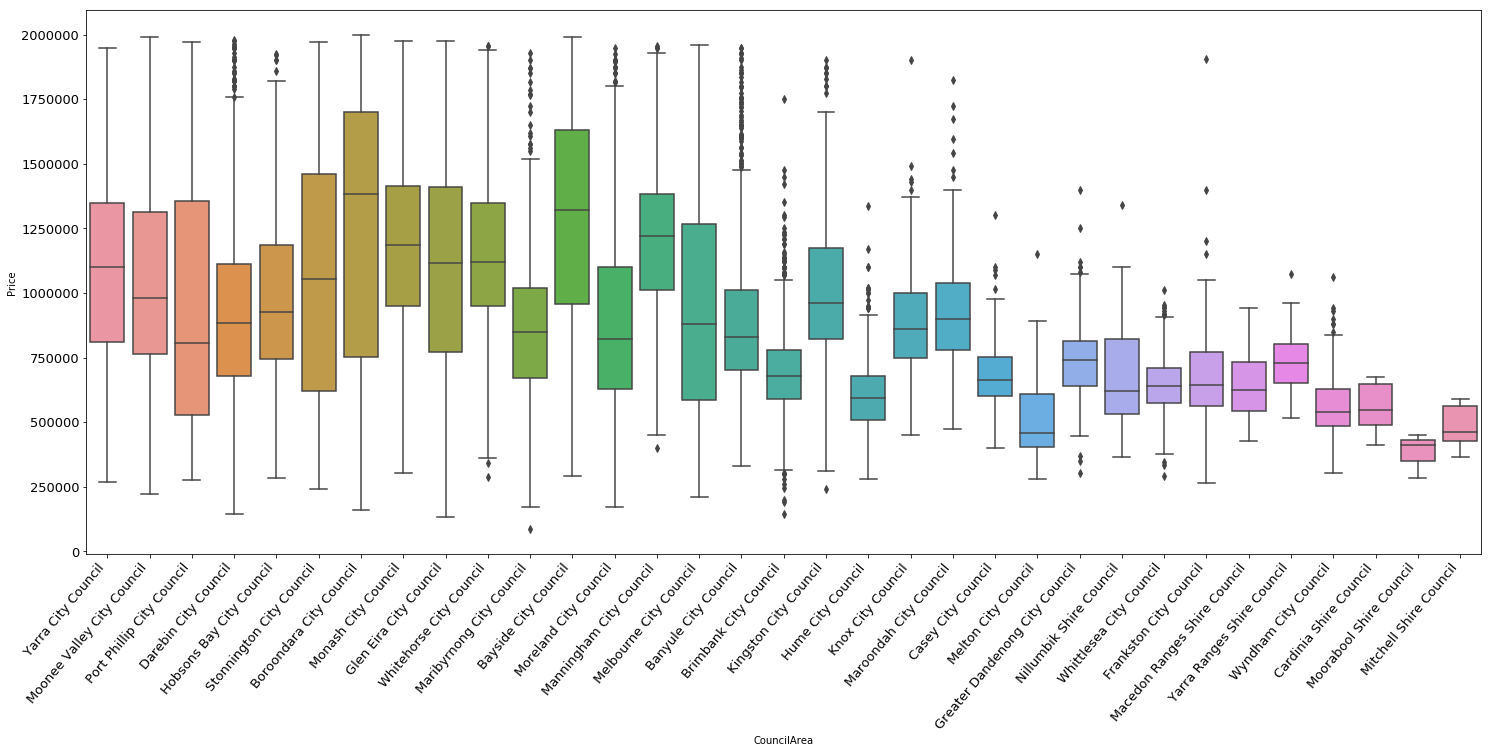 2000000
1750000
1500000
1250000
1000000
750000
500000
250000
0
Price
Yarra City Council
Moonee Valley City Council
Port Phillip City Council
Darebin City Council
Hobsons Bay City Council
Stonnington City Council
Boroondara City Council
Monash City Council
Glen Eira City Council
Whitehorse City Council
Maribyrnong City Council
Bayside City Council
Moreland City Council
Manningham City Council
Melbourne City Council
Banyule City Council
Brimbank City Council
Kingston City Council
Hume City Council
Knox City Council
Maroondah City Council
Casey City Council
Melton City Council
Greater Dandenong City Council
Nillumbik Shire Council
Whittlesea City Council
Frankston City Council
Macedon Ranges Shire Council
Yarra Ranges Shire Council
Wyndham City Council
Cardinia Shire Council
Moorabool Shire Council
Mitchell Shire Council
CouncilArea